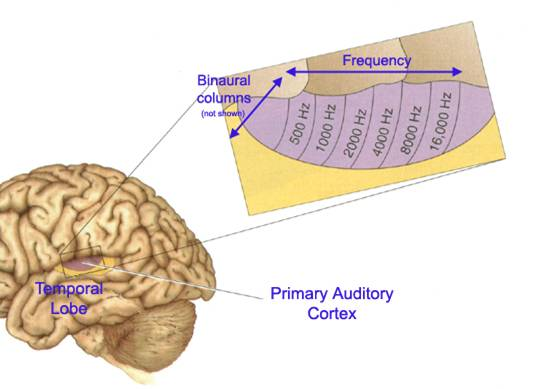 Frequency
Binaural
columns
(not shown)
500 Hz
1000 Hz
2000 Hz
4000 Hz
8000 Hz
16,000 Hz
Temporal
Lobe
Primary Auditory
Cortex